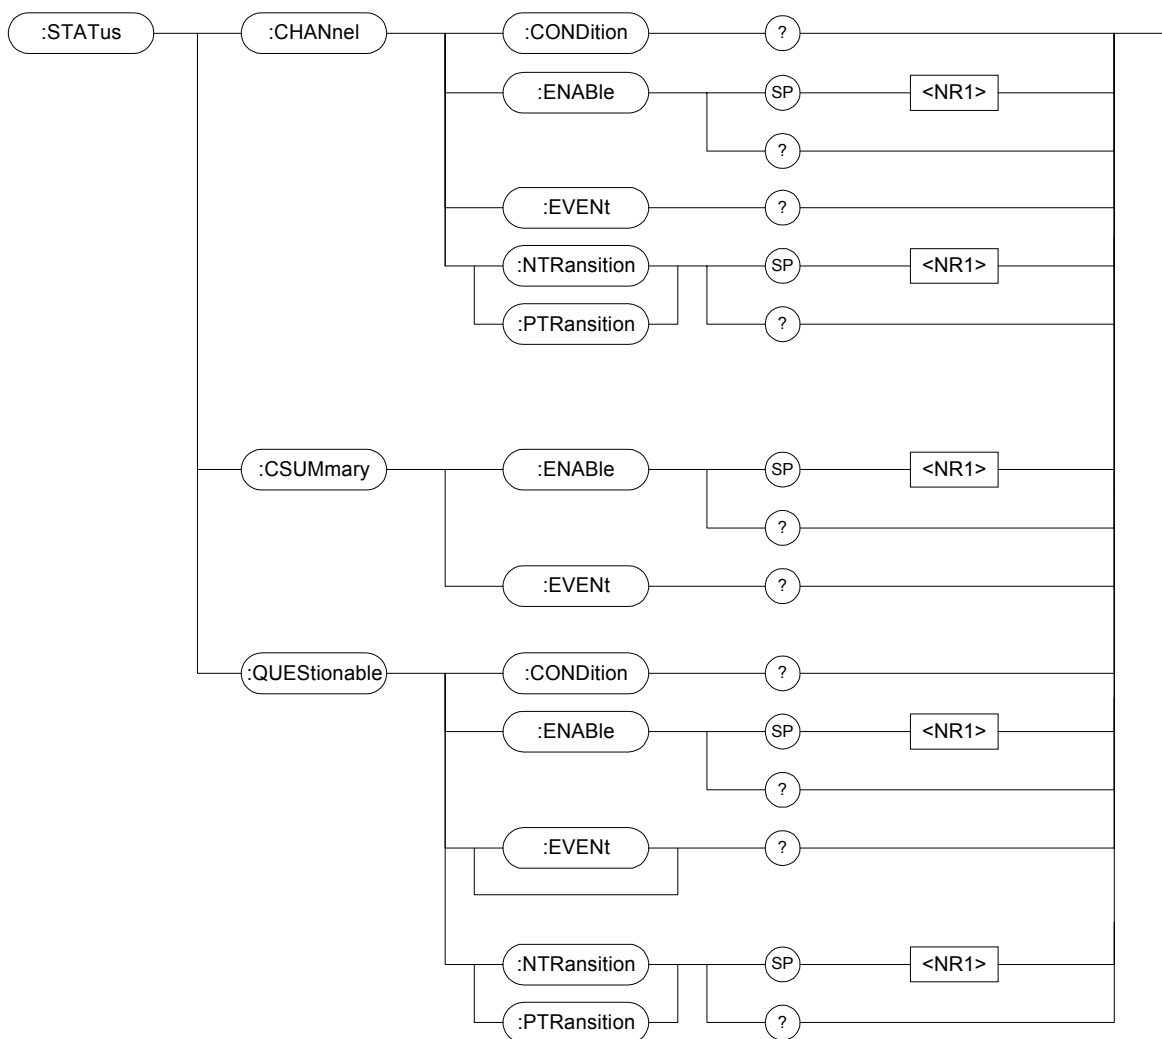 :STATus :CHANnel :CONDition ?
:ENABle SP <NR1>
?
:EVENt ?
:NTRansition SP <NR1>
:PTRansition ?
:CSUMmary :ENABle SP <NR1>
?
:EVENt ?
:QUEStionable :CONDition ?
:ENABle SP <NR1>
?
:EVENt ?
:NTRansition SP <NR1>
:PTRansition ?